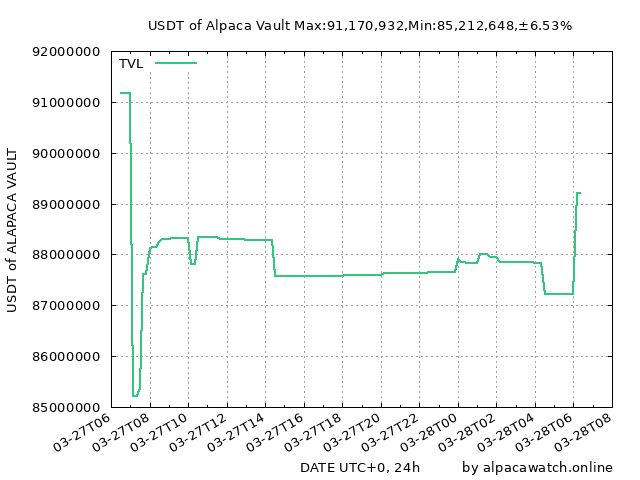 USDT of Alpaca Vault Max:91,170,932,Min:85,212,648,±6.53%
TVL
92000000
91000000
90000000
89000000
88000000
87000000
86000000
85000000
USDT of ALAPACA VAULT
03-27T06
03-27T08
03-27T10
03-27T12
03-27T14
03-27T16
03-27T18
03-27T20
03-27T22
03-28T00
03-28T02
03-28T04
03-28T06
03-28T08
DATE UTC+0, 24h
by alpacawatch.online